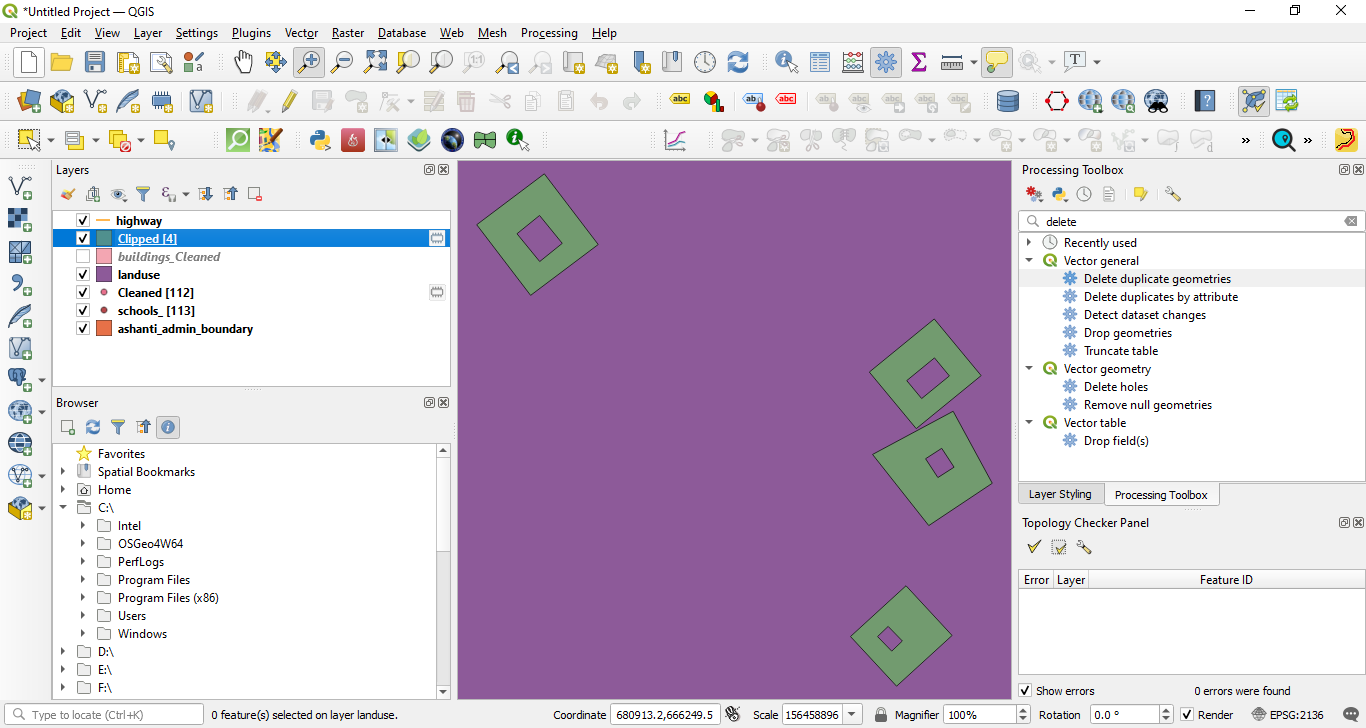 *Untitled Project — QGIS
Project Edit View Layer Settings Plugins Vector Raster Database Web Mesh Processing Help
Layers
highway
Clipped [4]
buildings_Cleaned
landuse
Cleaned [112]
schools_ [113]
ashanti_admin_boundary
Browser
Favorites
Spatial Bookmarks
Home
C:\
Intel
OSGeo4W64
PerfLogs
Program Files
Program Files (x86)
Users
Windows
D:\
E:\
F:\
Processing Toolbox
delete
Recently used
Vector general
Delete duplicate geometries
Delete duplicates by attribute
Detect dataset changes
Drop geometries
Truncate table
Vector geometry
Delete holes
Remove null geometries
Vector table
Drop field(s)
Layer Styling Processing Toolbox
Topology Checker Panel
Error Layer Feature ID
Show errors 0 errors were found
Type to locate (Ctrl+K) 0 feature(s) selected on layer landuse. Coordinate 680913.2,666249.5 Scale 156458896 Magnifier 100% Rotation 0.0 ° Render EPSG:2136